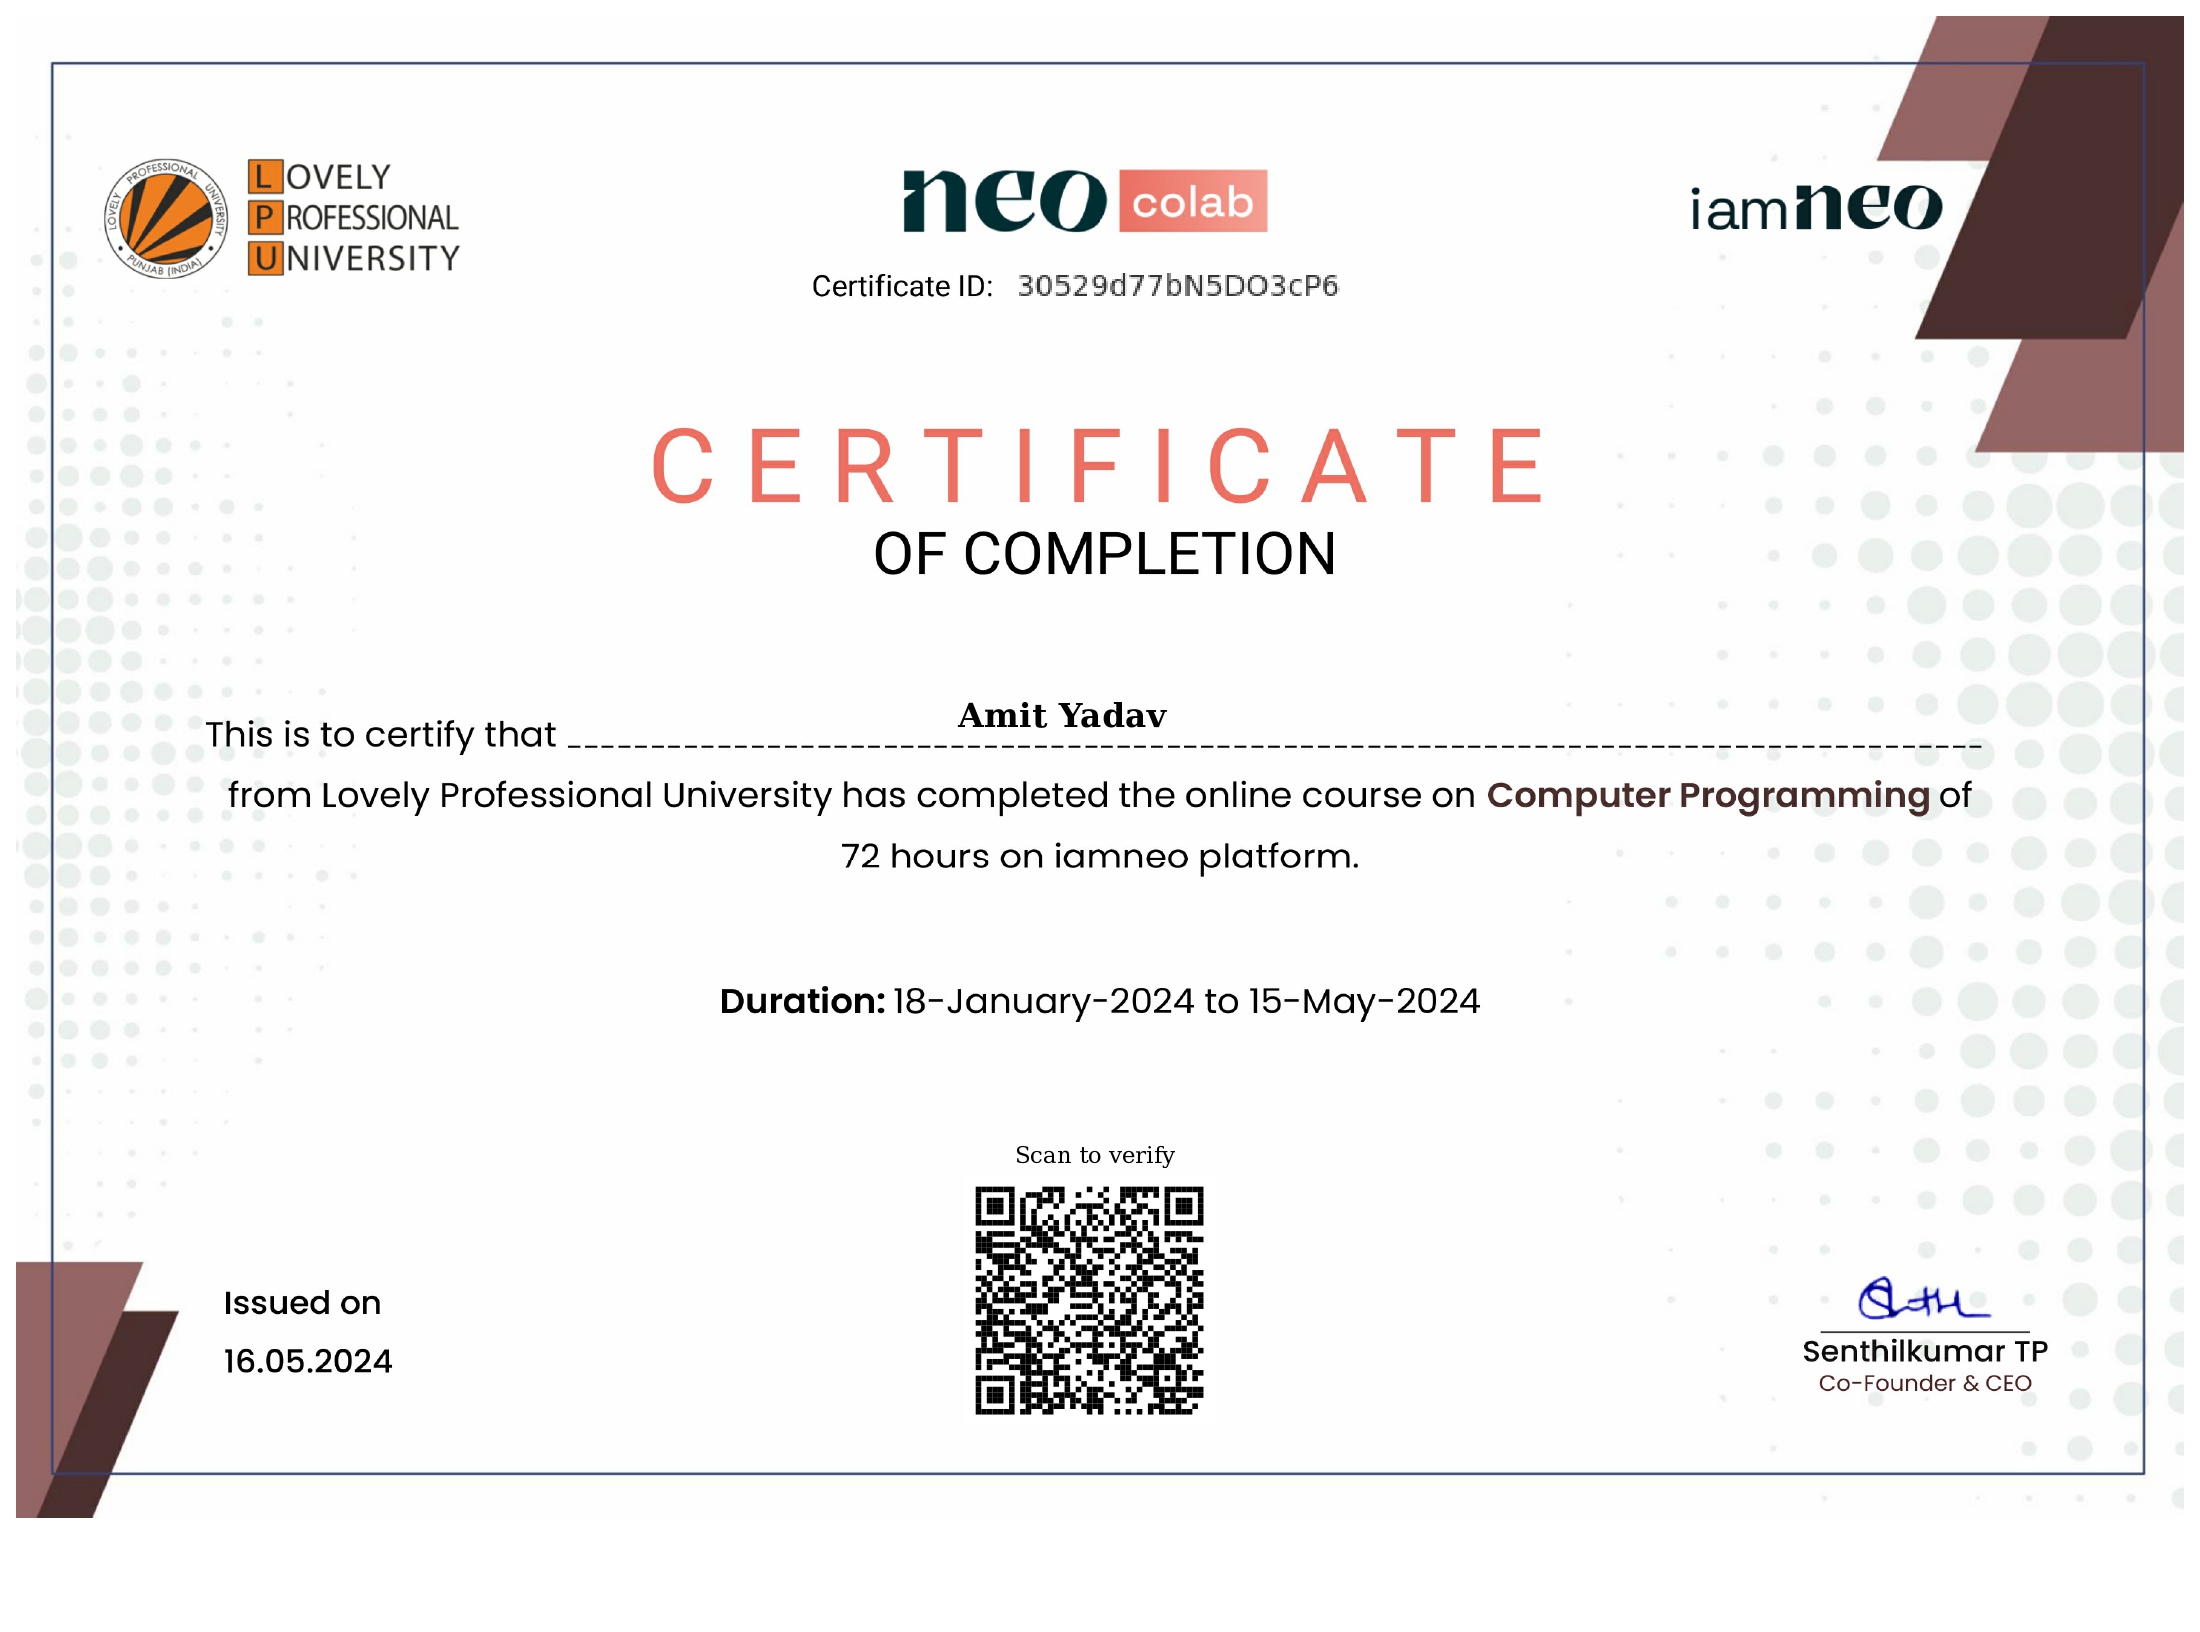 LOVELY PROFESSIONAL UNIVERSITY
PUNJAB (INDIA)
LOVELY
PROFESSIONAL
UNIVERSITY
neo colab
iamneo
Certificate ID: 30529d77bN5DO3cP6
CERTIFICATE
OF COMPLETION
This is to certify that Amit Yadav
from Lovely Professional University has completed the online course on Computer Programming of
72 hours on iamneo platform.
Duration: 18-January-2024 to 15-May-2024
Scan to verify
Issued on
16.05.2024
Senthilkumar TP
Co-Founder & CEO